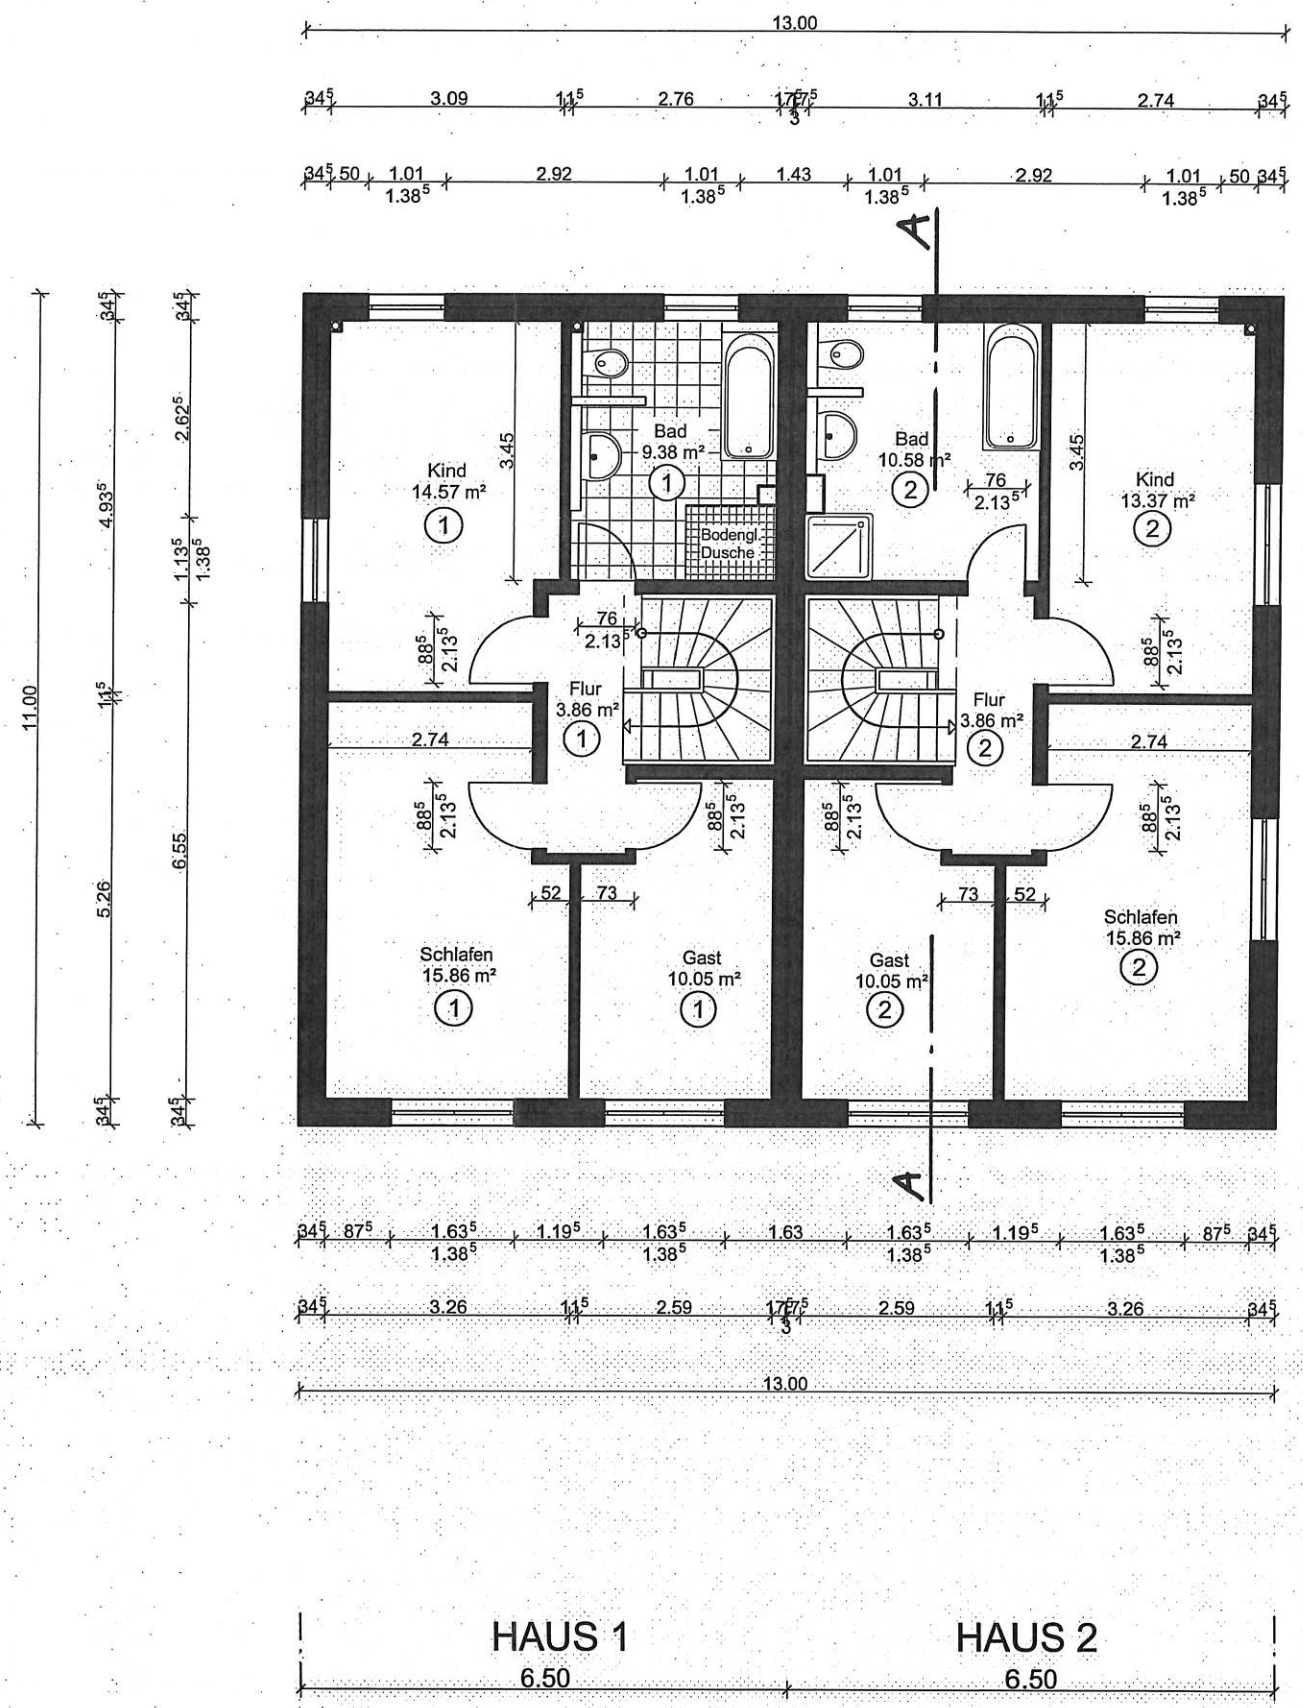 13.00
34⁵ 3.09 11⁵ 2.76 17⁵ 3 17⁵ 3.11 11⁵ 2.74 34⁵
34⁵ 50 1.01 2.92 1.01 1.43 1.01 2.92 1.01 50 34⁵
1.38⁵ 1.38⁵ 1.38⁵ 1.38⁵
A
11.00
34⁵ 4.93⁵ 11⁵ 5.26 34⁵
34⁵ 2.62⁵ 1.13⁵ 6.55 34⁵
1.38⁵
Kind
14.57 m²
1
3.45
Bad
9.38 m²
1
Bodengl.
Dusche
Bad
10.58 m²
2
76
2.13⁵
3.45
Kind
13.37 m²
2
88⁵
2.13⁵
76
2.13⁵
Flur
3.86 m²
1
Flur
3.86 m²
2
88⁵
2.13⁵
2.74
2.74
88⁵
2.13⁵
88⁵
2.13⁵
88⁵
2.13⁵
88⁵
2.13⁵
52 73
73 52
Schlafen
15.86 m²
1
Gast
10.05 m²
1
Gast
10.05 m²
2
Schlafen
15.86 m²
2
A
34⁵ 87⁵ 1.63⁵ 1.19⁵ 1.63⁵ 1.63 1.63⁵ 1.19⁵ 1.63⁵ 87⁵ 34⁵
1.38⁵ 1.38⁵ 1.38⁵ 1.38⁵
34⁵ 3.26 11⁵ 2.59 17⁵ 3 17⁵ 2.59 11⁵ 3.26 34⁵
13.00
HAUS 1 HAUS 2
6.50 6.50